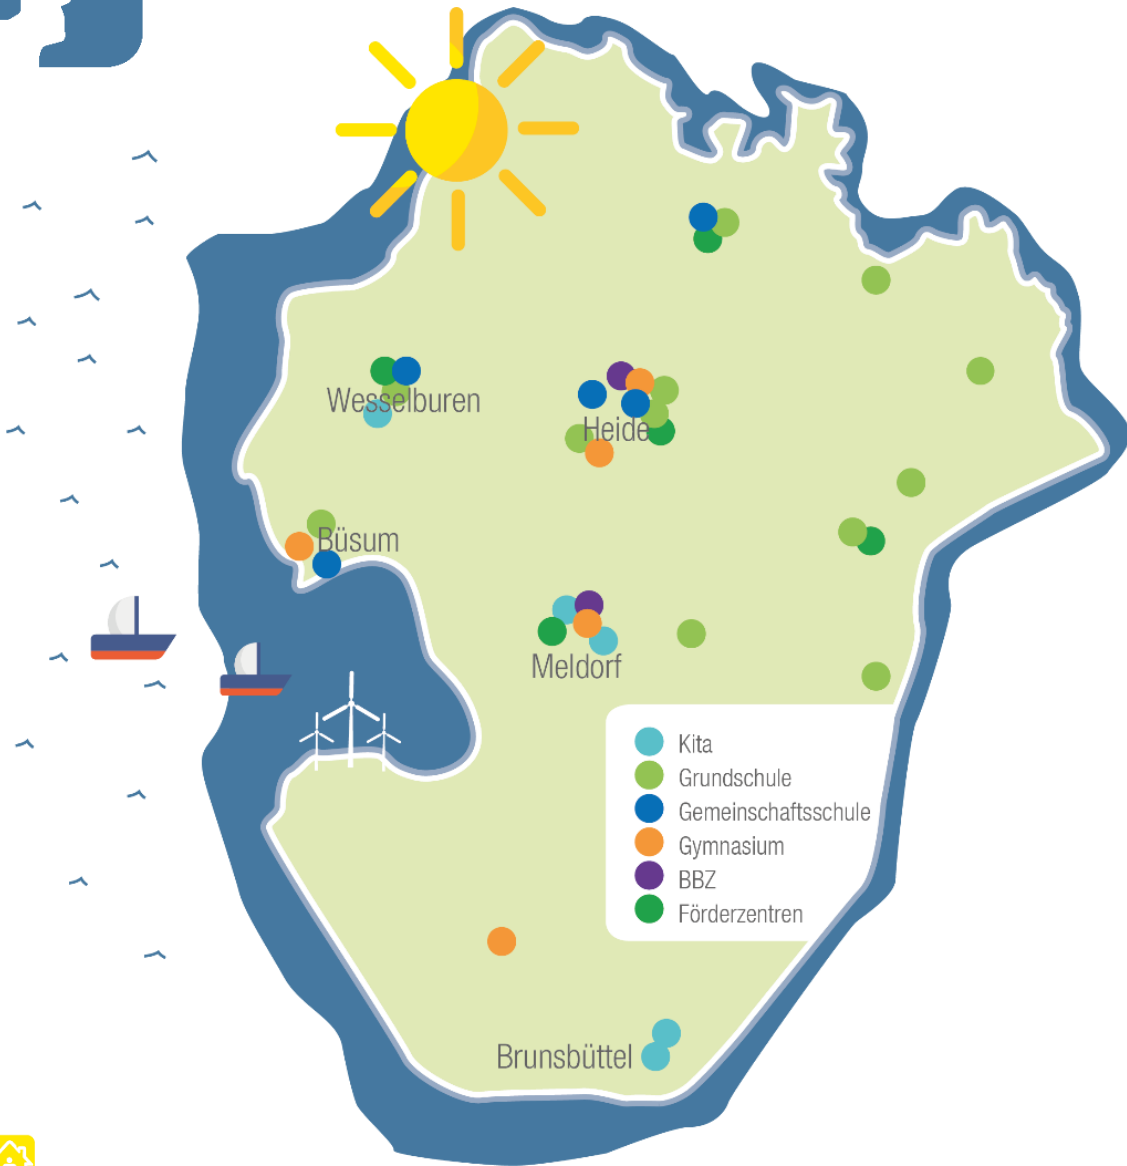 Wesselburen
Heide
Büsum
Meldorf
Kita
Grundschule
Gemeinschaftsschule
Gymnasium
BBZ
Förderzentren
Brunsbüttel